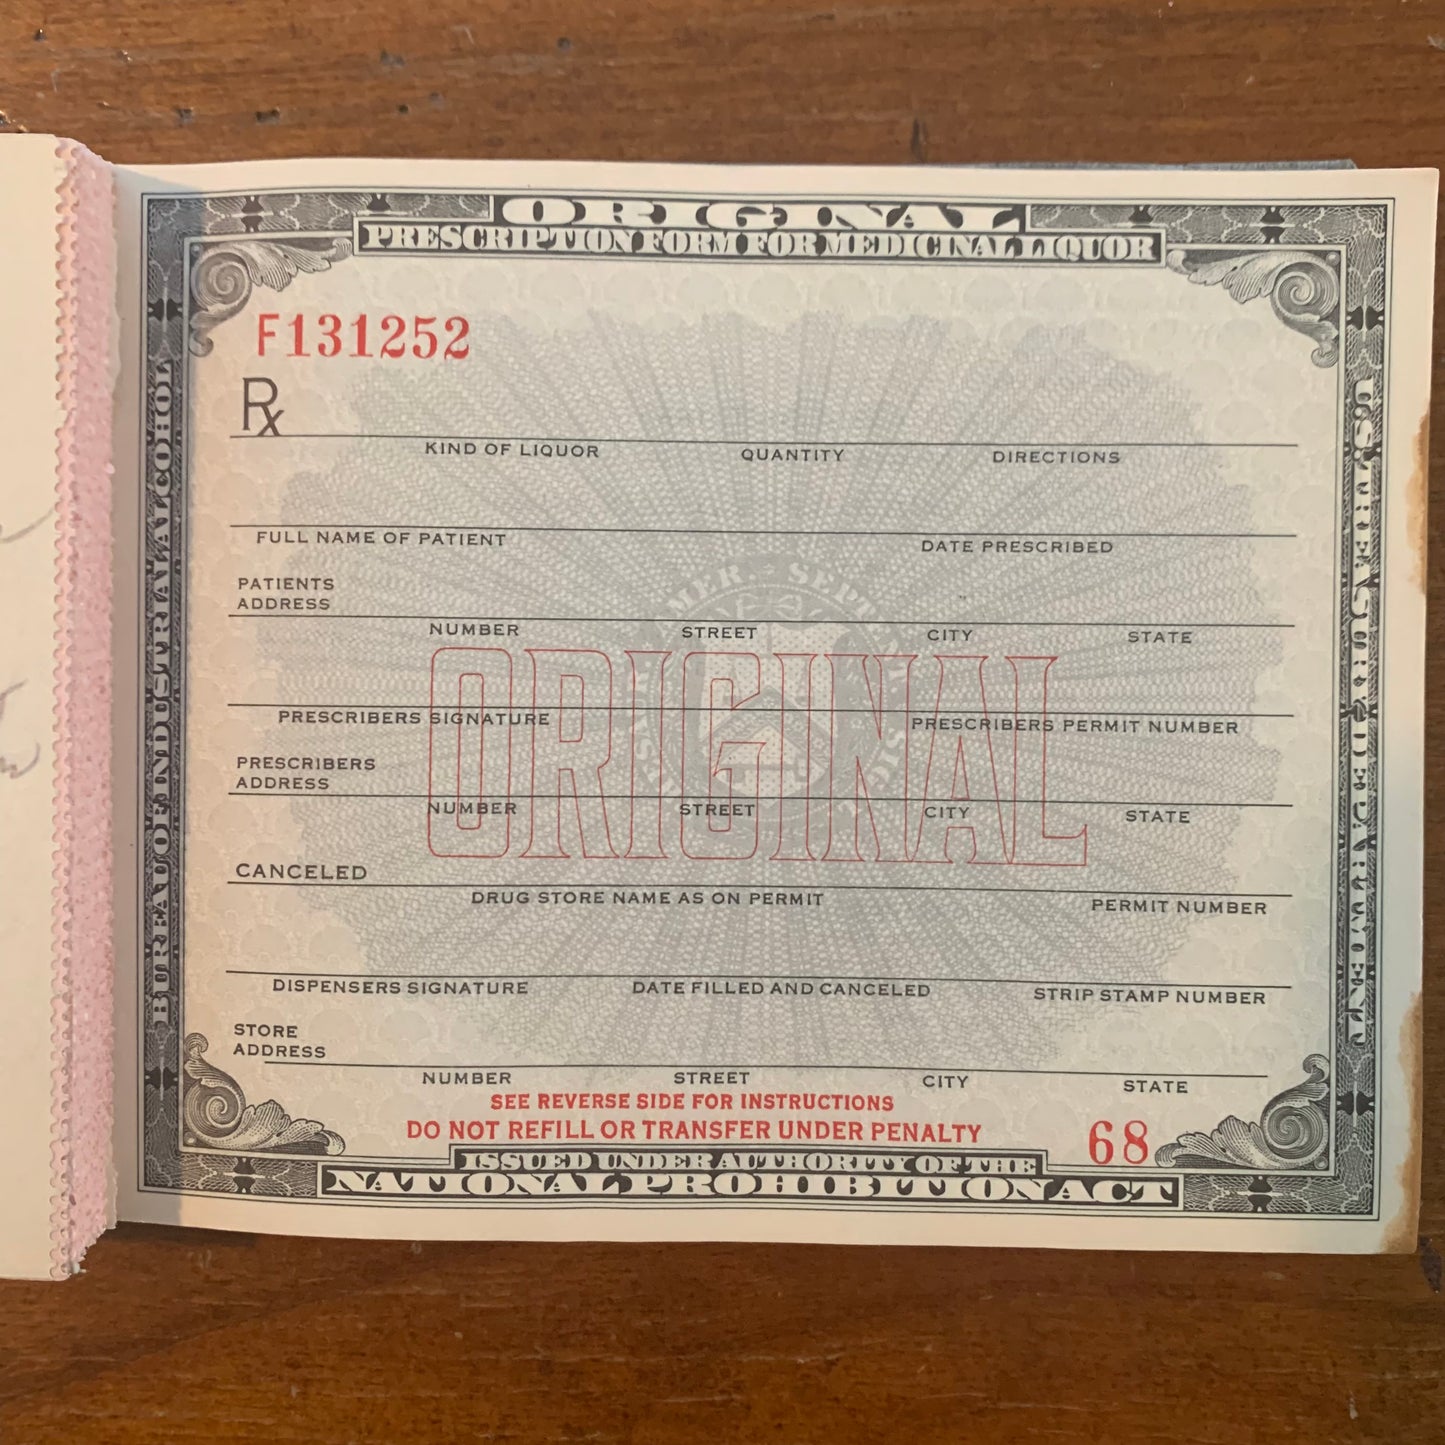 ORIGINAL
PRESCRIPTION FORM FOR MEDICINAL LIQUOR
BUREAU OF INDUSTRIAL ALCOHOL
F131252
Rx
KIND OF LIQUOR QUANTITY DIRECTIONS
FULL NAME OF PATIENT DATE PRESCRIBED
PATIENTS
ADDRESS
NUMBER STREET CITY STATE
ORIGINAL
PRESCRIBERS SIGNATURE PRESCRIBERS PERMIT NUMBER
PRESCRIBERS
ADDRESS
NUMBER STREET CITY STATE
CANCELED
DRUG STORE NAME AS ON PERMIT PERMIT NUMBER
DISPENSERS SIGNATURE DATE FILLED AND CANCELED STRIP STAMP NUMBER
STORE
ADDRESS
NUMBER STREET CITY STATE
SEE REVERSE SIDE FOR INSTRUCTIONS
DO NOT REFILL OR TRANSFER UNDER PENALTY
68
ISSUED UNDER AUTHORITY OF THE
NATIONAL PROHIBITION ACT